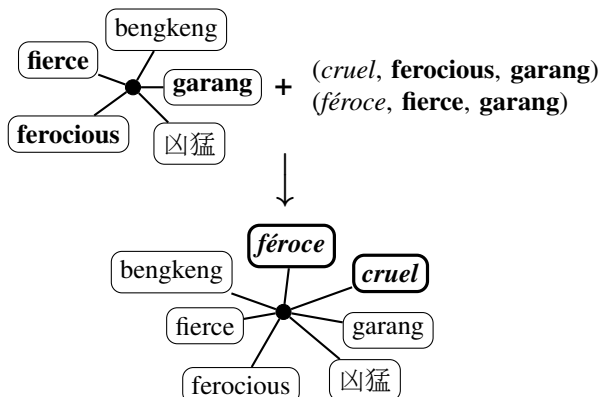 bengkeng
fierce
garang
ferocious
凶猛
+
(cruel, ferocious, garang)
(féroce, fierce, garang)
féroce
bengkeng
cruel
fierce
garang
ferocious
凶猛